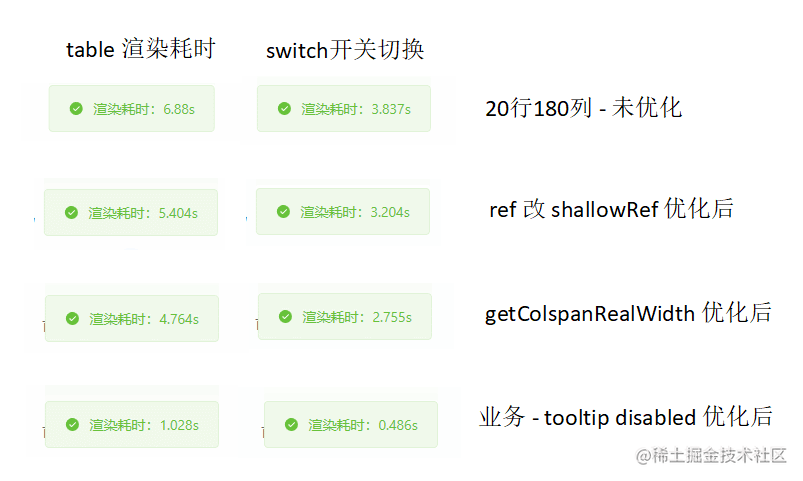 table 渲染耗时 switch开关切换
渲染耗时：6.88s 渲染耗时：3.837s 20行180列 - 未优化
渲染耗时：5.404s 渲染耗时：3.204s ref 改 shallowRef 优化后
渲染耗时：4.764s 渲染耗时：2.755s getColspanRealWidth 优化后
渲染耗时：1.028s 渲染耗时：0.486s 业务 - tooltip disabled 优化后
@稀土掘金技术社区